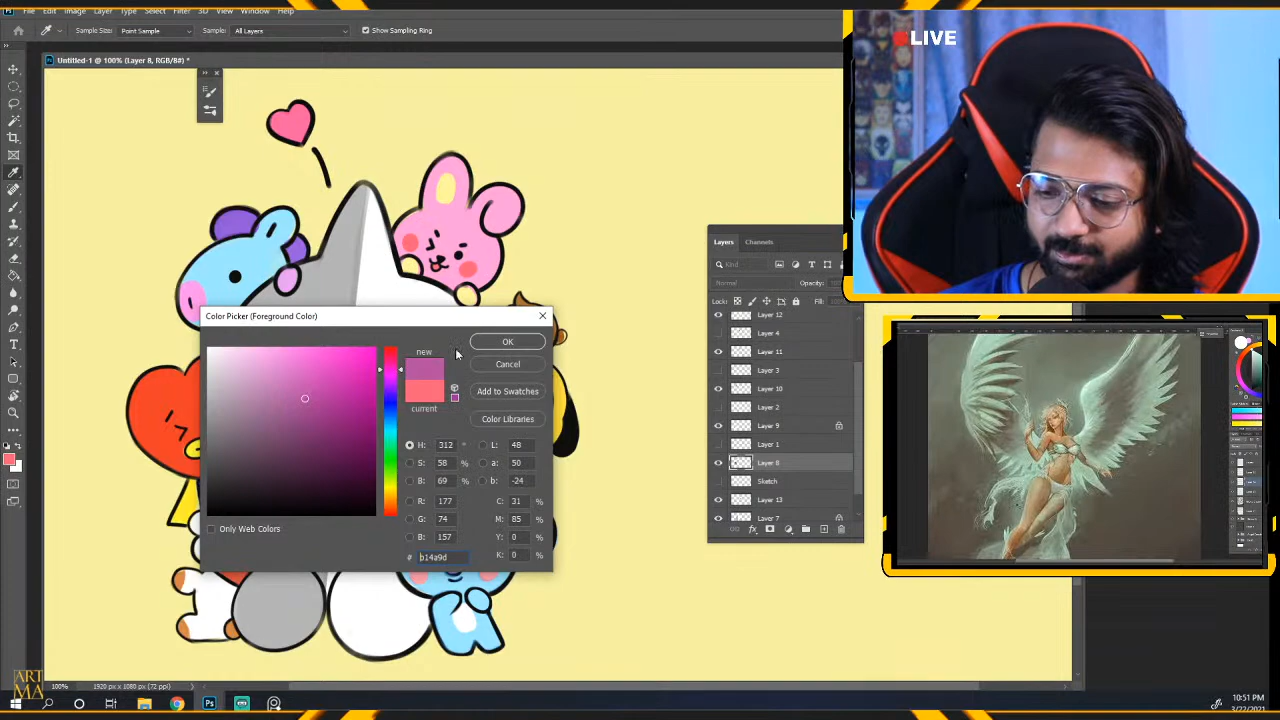 File Edit Image Layer Type Select Filter 3D View Window Help
Sample Size: Point Sample Sample: All Layers Show Sampling Ring
LIVE
Untitled-1 @ 100% (Layer 8, RGB/8#) *
Layers Channels
Kind
Normal Opacity:
Lock: Fill:
Layer 12
Layer 4
Layer 11
Layer 3
Layer 10
Layer 2
Layer 9
Layer 1
Layer 8
Sketch
Layer 13
Layer 7
Color Picker (Foreground Color)
new
current
OK
Cancel
Add to Swatches
Color Libraries
H: 312 ° L: 48
S: 58 % a: 50
B: 69 % b: -24
R: 177 C: 31 %
G: 74 M: 85 %
B: 157 Y: 0 %
# b14a9d K: 0 %
Only Web Colors
100% 1920 px x 1080 px (72 ppi)
ART
MA
10:51 PM
3/22/2021